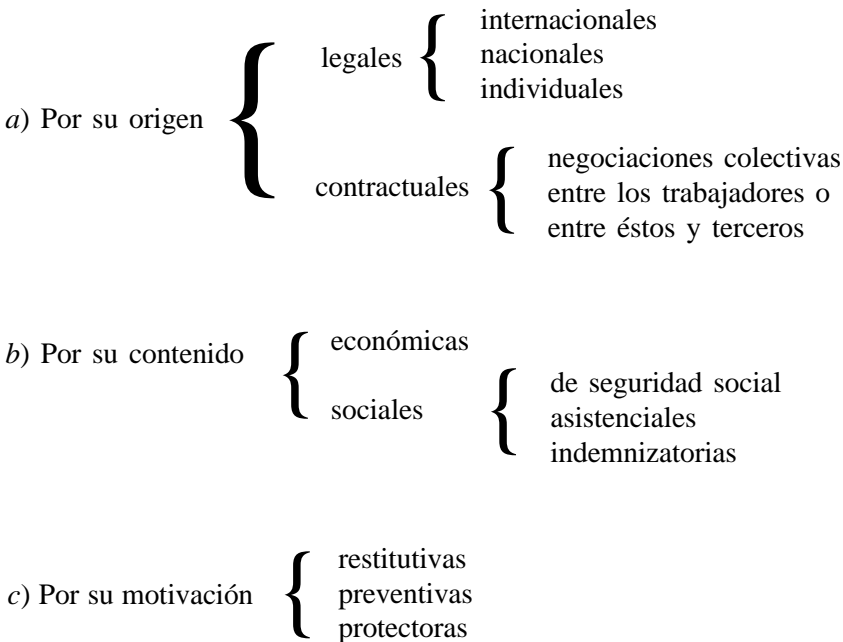 a) Por su origen
legales
internacionales
nacionales
individuales
contractuales
negociaciones colectivas
entre los trabajadores o
entre éstos y terceros
b) Por su contenido
económicas
sociales
de seguridad social
asistenciales
indemnizatorias
c) Por su motivación
restitutivas
preventivas
protectoras